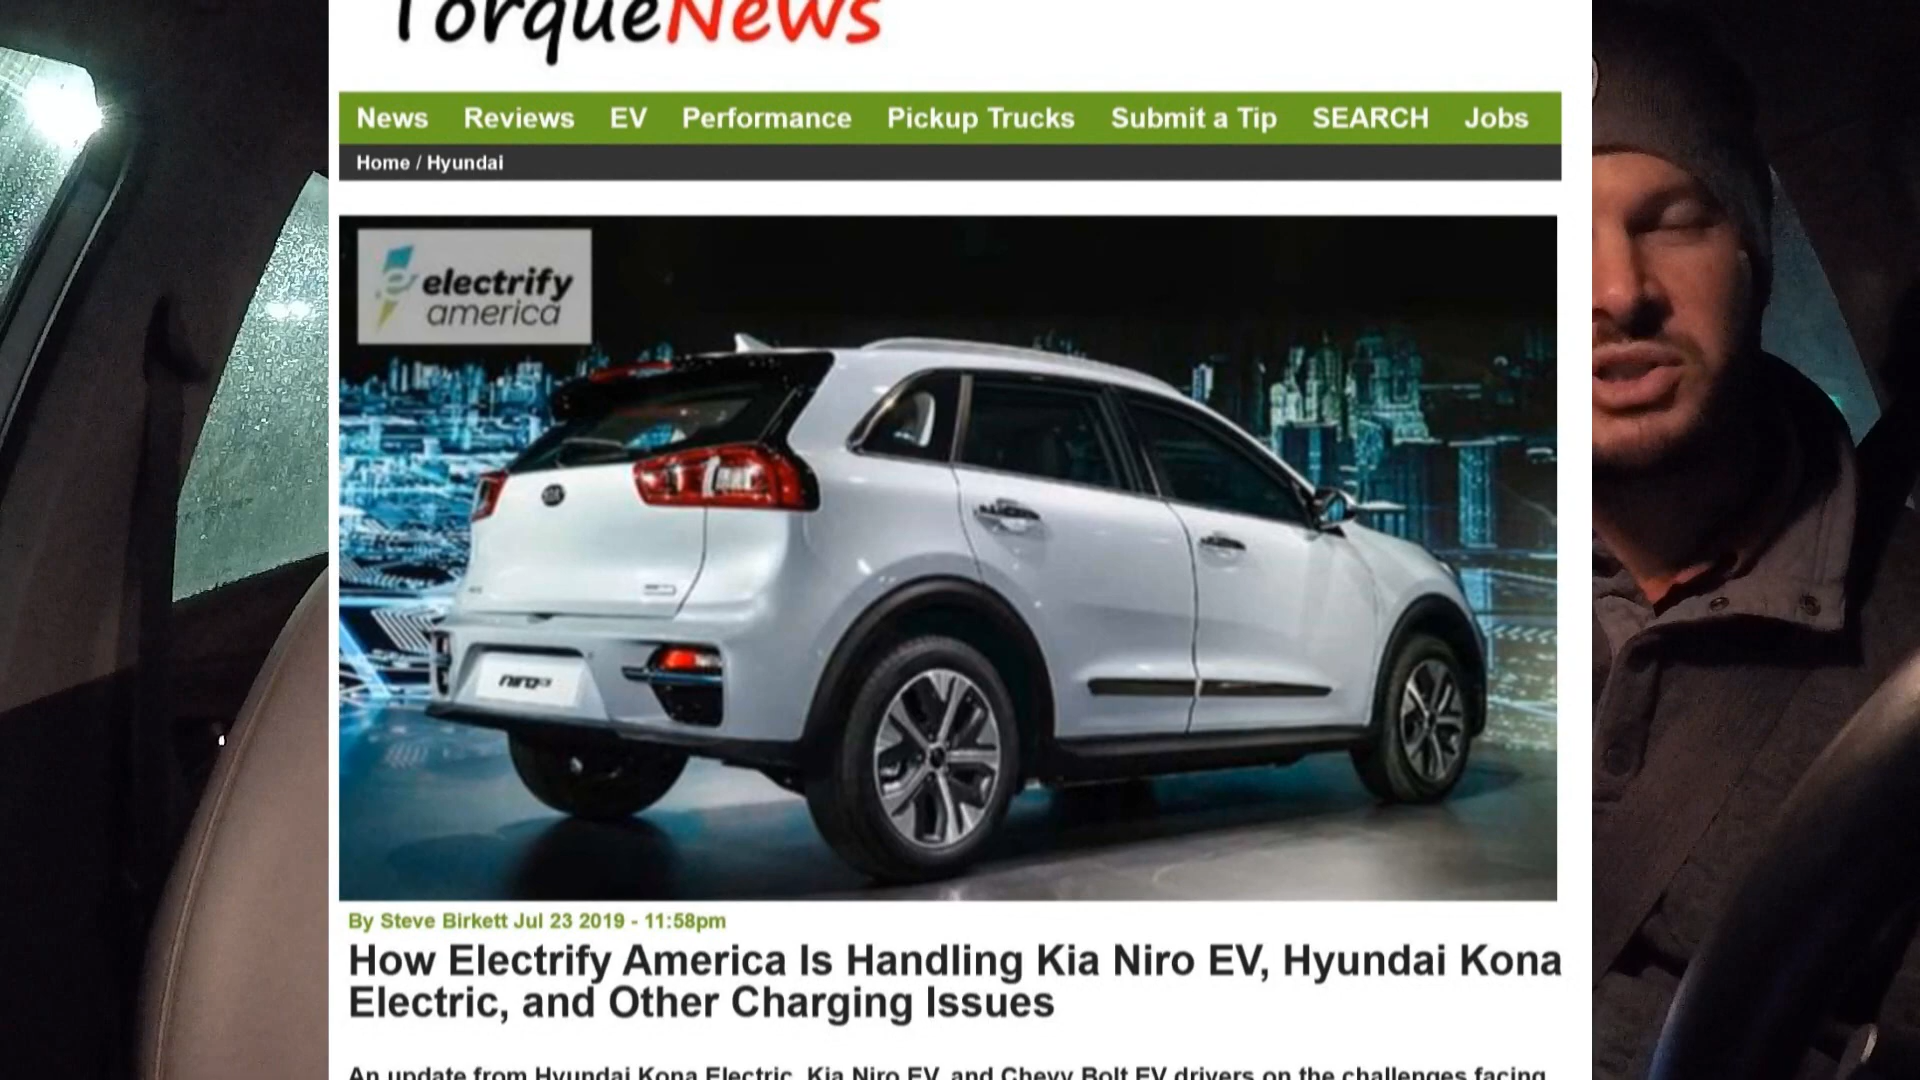 TorqueNews
News Reviews EV Performance Pickup Trucks Submit a Tip SEARCH Jobs
Home / Hyundai
electrify
america
niro
By Steve Birkett Jul 23 2019 - 11:58pm
How Electrify America Is Handling Kia Niro EV, Hyundai Kona
Electric, and Other Charging Issues
An update from Hyundai Kona Electric, Kia Niro EV, and Chevy Bolt EV drivers on the challenges facing